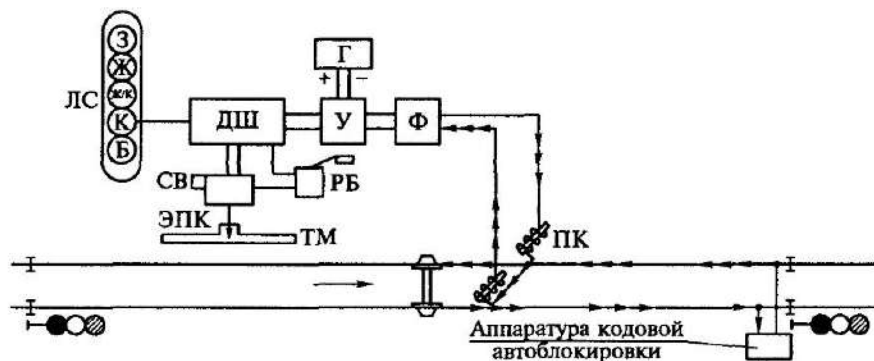 З
Ж
Ж/К
К
Б
ЛС
Г
+ −
ДШ
У
Ф
СВ
РБ
ЭПК
ТМ
ПК
Аппаратура кодовой
автоблокировки